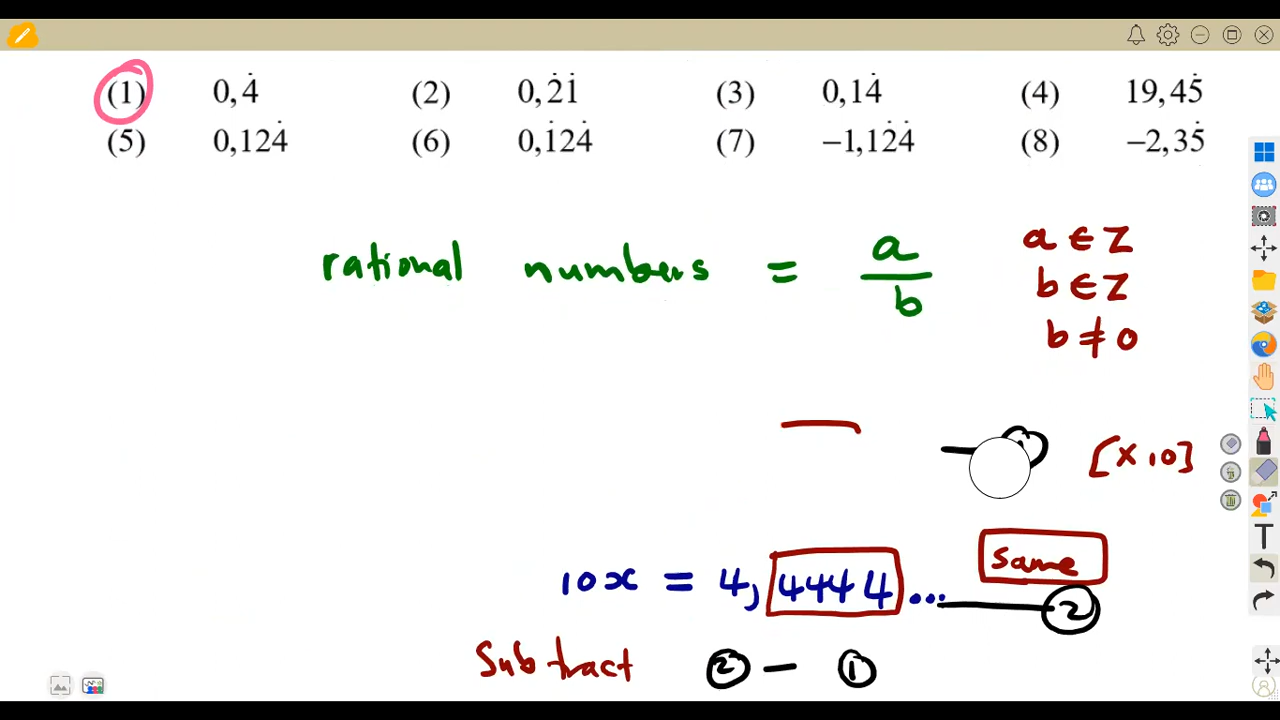 (1) 0,4̇ (2) 0,2̇1̇ (3) 0,14̇ (4) 19,45̇
(5) 0,124̇ (6) 0,1̇24̇ (7) −1,12̇4̇ (8) −2,35̇
rational numbers = a/b a ∈ Z
b ∈ Z
b ≠ 0
[×10]
same
10x = 4,4444... ②
Subtract ② − ①